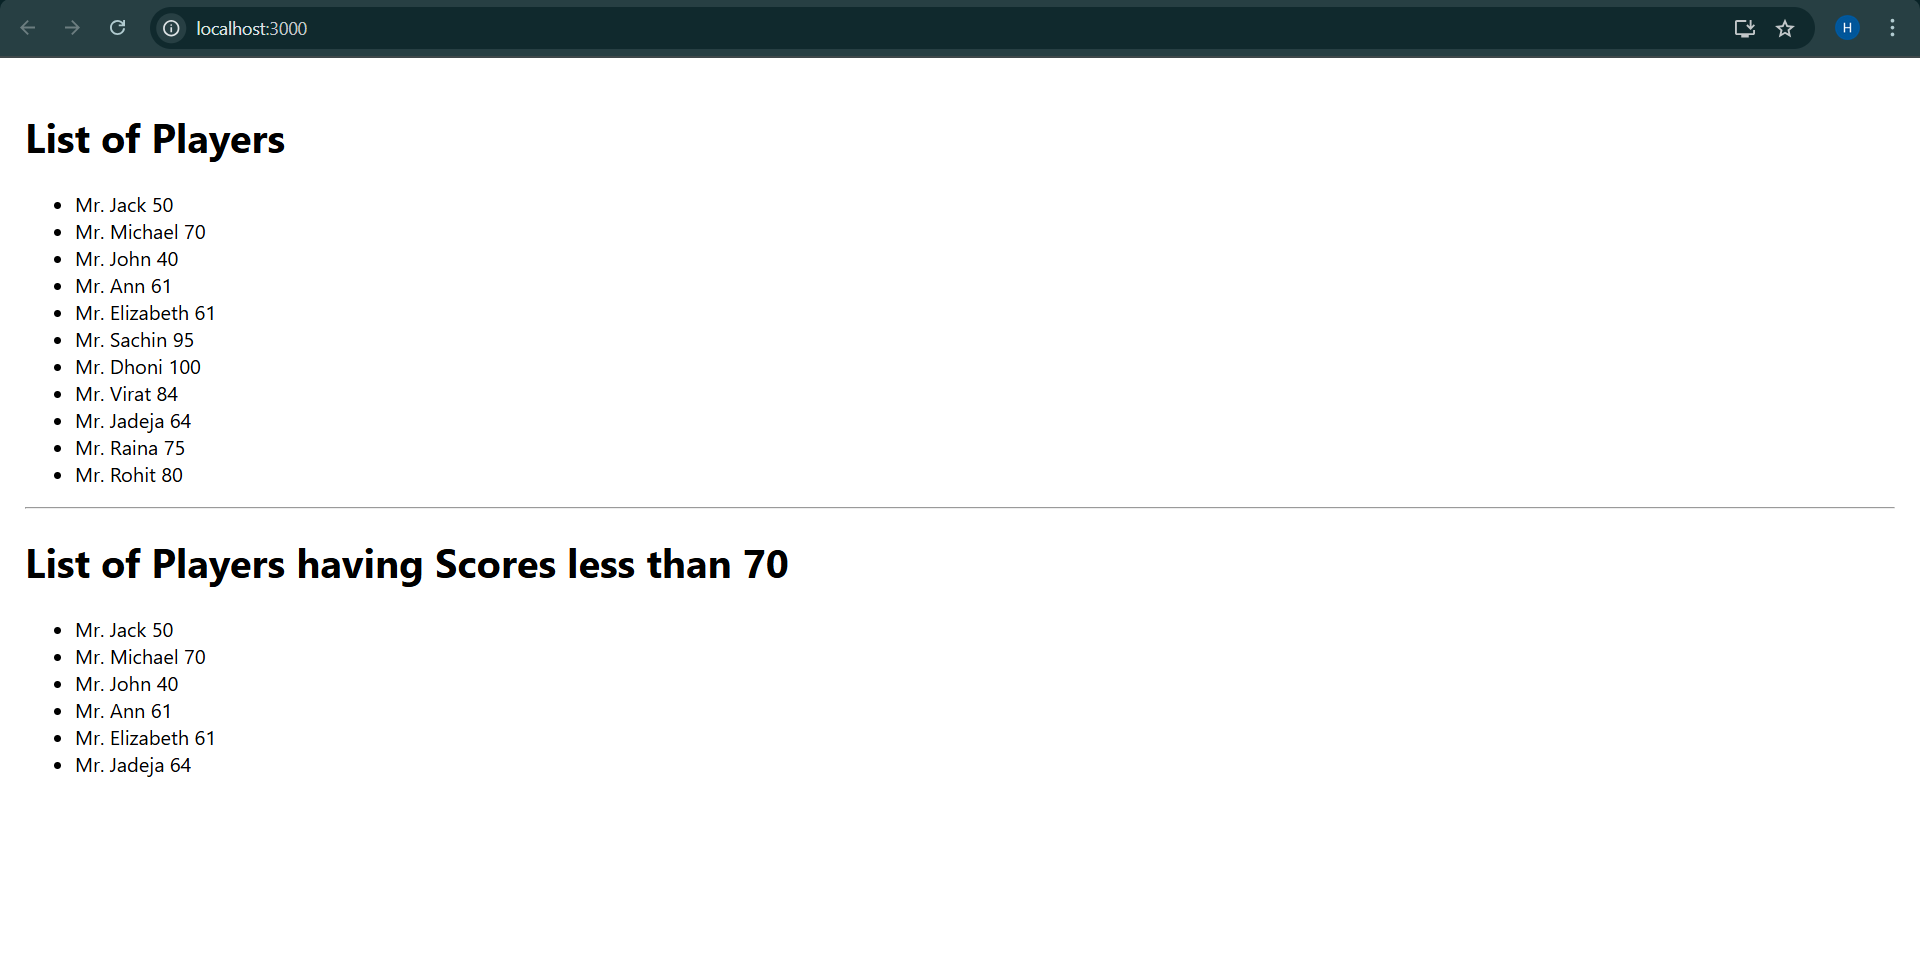 localhost:3000
H
List of Players
• Mr. Jack 50
• Mr. Michael 70
• Mr. John 40
• Mr. Ann 61
• Mr. Elizabeth 61
• Mr. Sachin 95
• Mr. Dhoni 100
• Mr. Virat 84
• Mr. Jadeja 64
• Mr. Raina 75
• Mr. Rohit 80
List of Players having Scores less than 70
• Mr. Jack 50
• Mr. Michael 70
• Mr. John 40
• Mr. Ann 61
• Mr. Elizabeth 61
• Mr. Jadeja 64